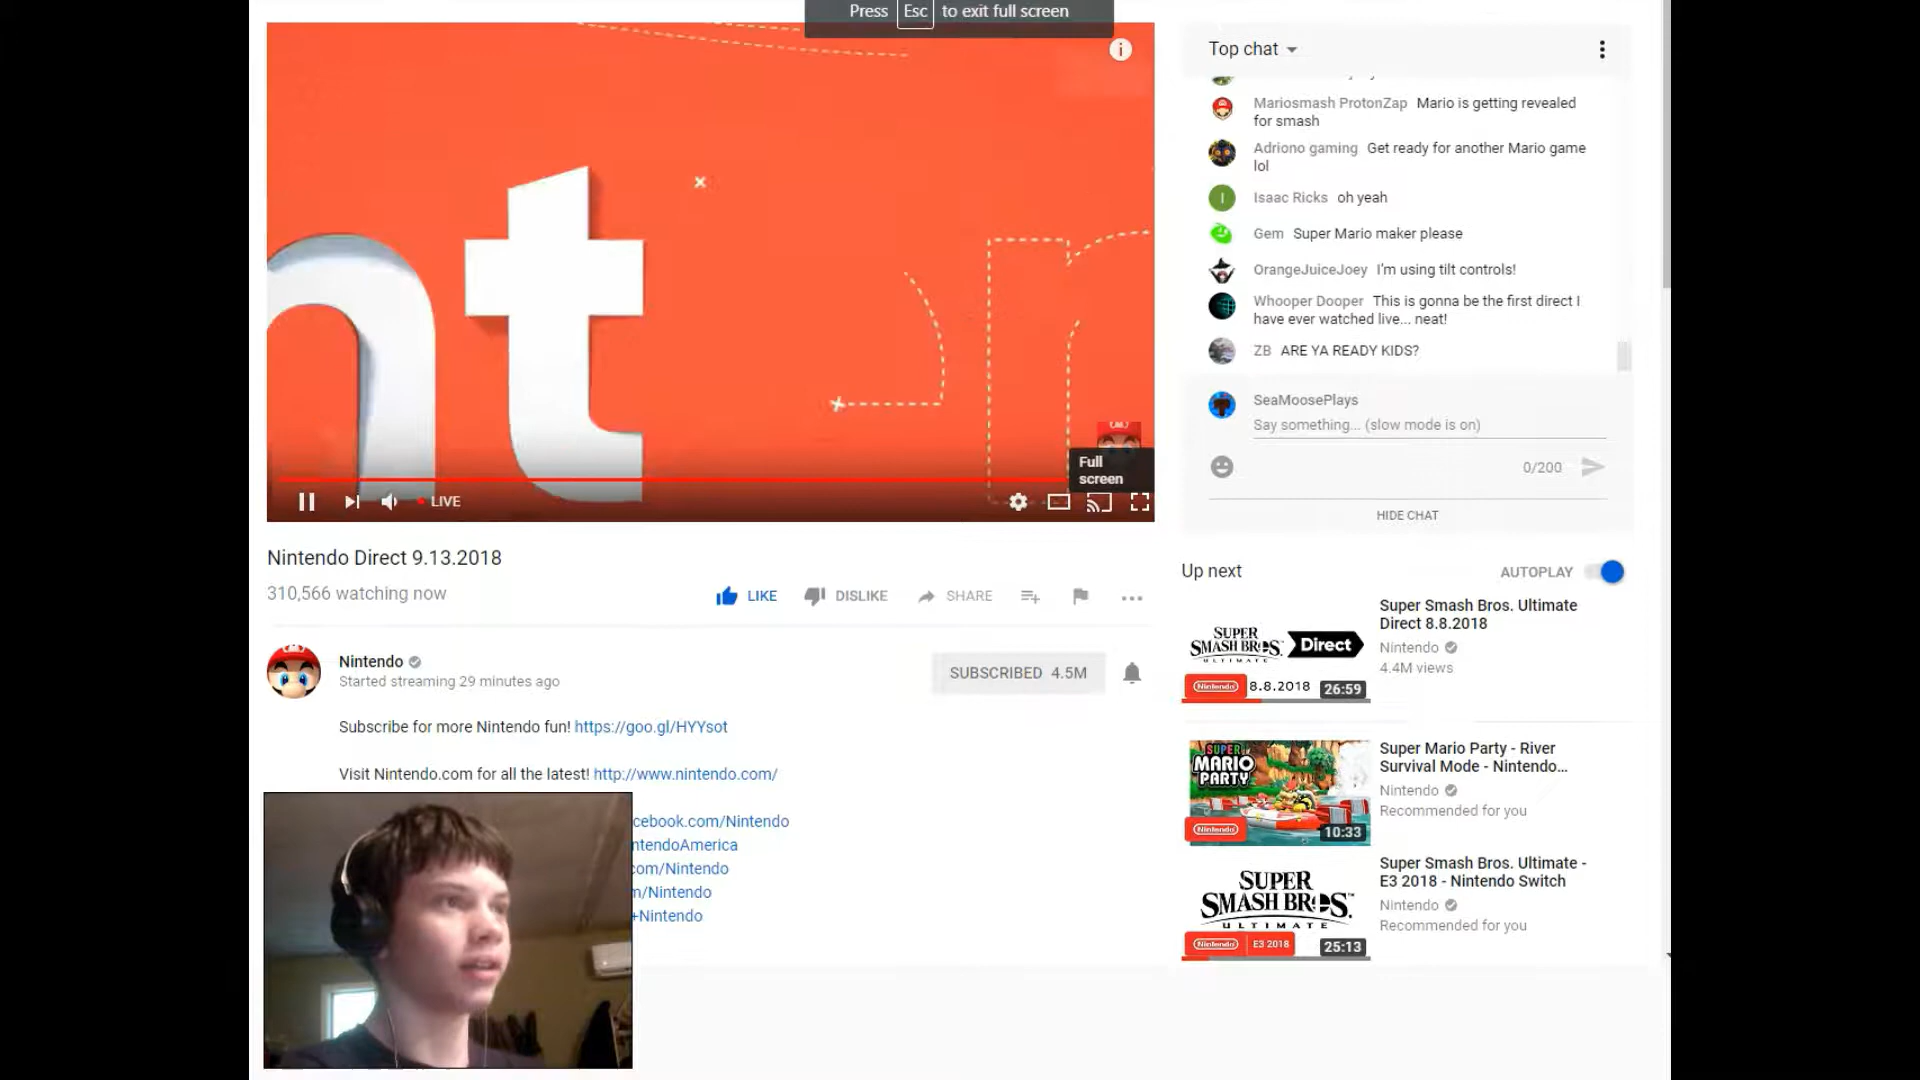 Press Esc to exit full screen
nt
Full
screen
LIVE
Nintendo Direct 9.13.2018
310,566 watching now
LIKE
DISLIKE
SHARE
Nintendo
Started streaming 29 minutes ago
SUBSCRIBED 4.5M
Subscribe for more Nintendo fun! https://goo.gl/HYYsot
Visit Nintendo.com for all the latest! http://www.nintendo.com/
cebook.com/Nintendo
ntendoAmerica
com/Nintendo
m/Nintendo
+Nintendo
Top chat
Mariosmash ProtonZap Mario is getting revealed
for smash
Adriono gaming Get ready for another Mario game
lol
I
Isaac Ricks oh yeah
Gem Super Mario maker please
OrangeJuiceJoey I'm using tilt controls!
Whooper Dooper This is gonna be the first direct I
have ever watched live... neat!
ZB ARE YA READY KIDS?
SeaMoosePlays
Say something... (slow mode is on)
0/200
HIDE CHAT
Up next
AUTOPLAY
SUPER
SMASH BROS.
ULTIMATE
Direct
Nintendo
8.8.2018
26:59
Super Smash Bros. Ultimate
Direct 8.8.2018
Nintendo
4.4M views
SUPER
MARIO
PARTY
Nintendo
10:33
Super Mario Party - River
Survival Mode - Nintendo...
Nintendo
Recommended for you
SUPER
SMASH BROS.™
ULTIMATE
Nintendo
E3 2018
25:13
Super Smash Bros. Ultimate -
E3 2018 - Nintendo Switch
Nintendo
Recommended for you